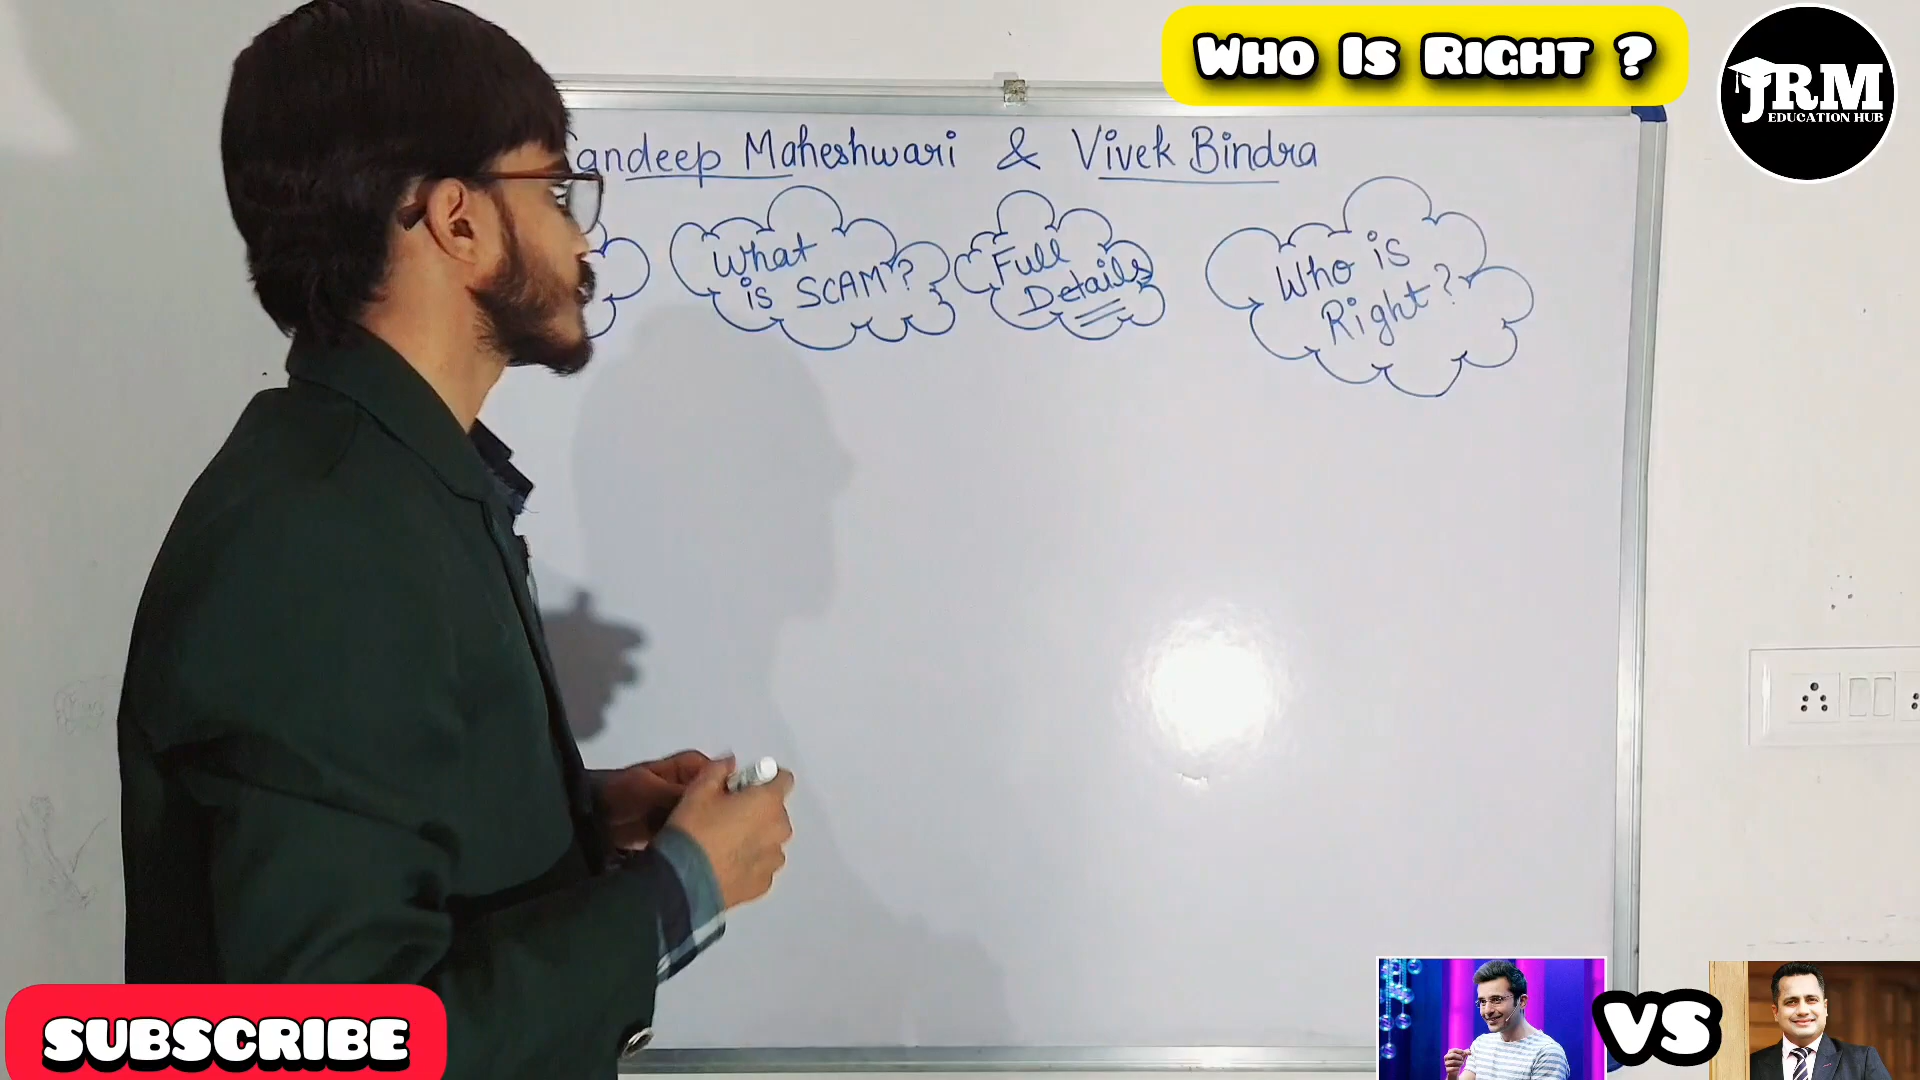 Who Is Right ?
JRM
EDUCATION HUB
Sandeep Maheshwari & Vivek Bindra
What
is SCAM?
Full
Details
Who is
Right?
SUBSCRIBE
VS